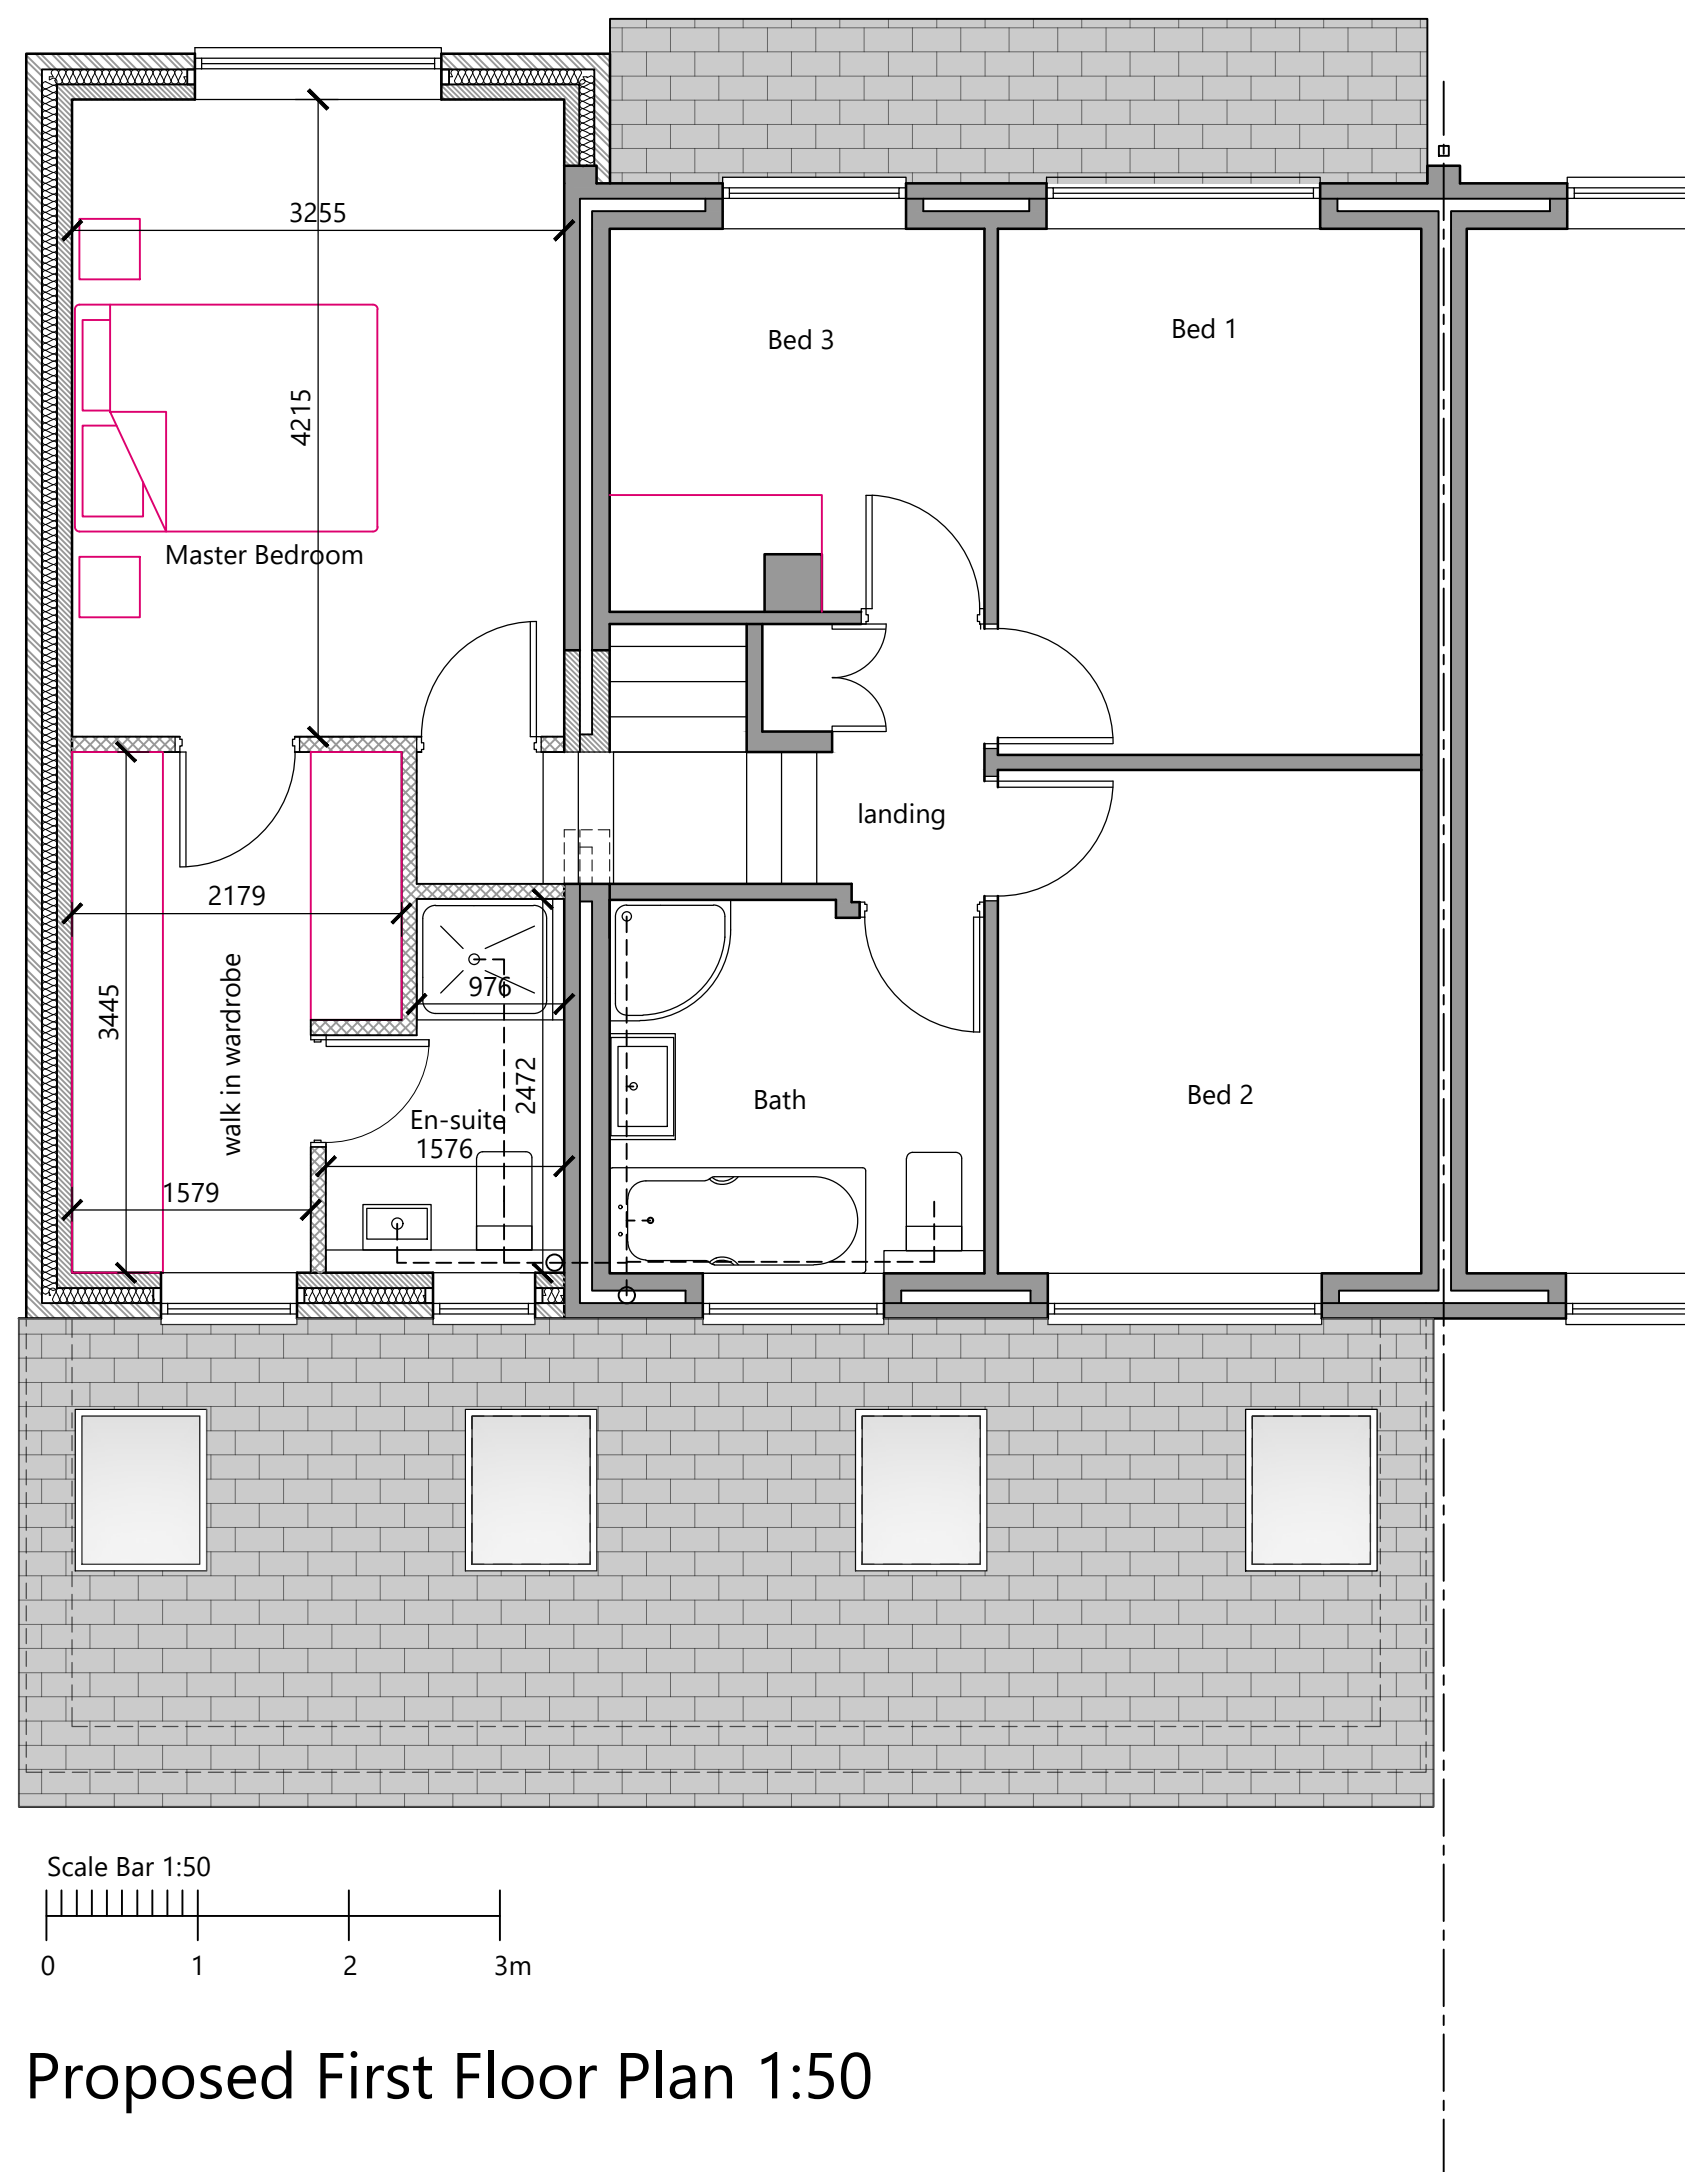 3255
Bed 1
Bed 3
4215
Master Bedroom
landing
2179
walk in wardrobe
3445
976
2472
Bed 2
Bath
En-suite
1576
1579
Scale Bar 1:50
0 1 2 3m
Proposed First Floor Plan 1:50